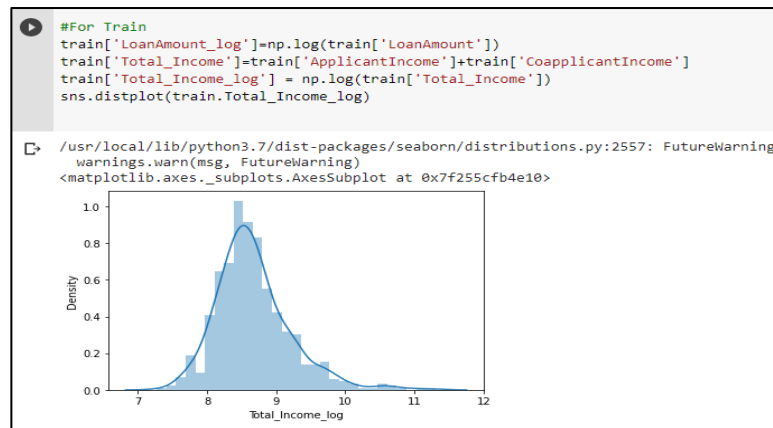 #For Train
train['LoanAmount_log']=np.log(train['LoanAmount'])
train['Total_Income']=train['ApplicantIncome']+train['CoapplicantIncome']
train['Total_Income_log'] = np.log(train['Total_Income'])
sns.distplot(train.Total_Income_log)
/usr/local/lib/python3.7/dist-packages/seaborn/distributions.py:2557: FutureWarning
warnings.warn(msg, FutureWarning)
<matplotlib.axes._subplots.AxesSubplot at 0x7f255cfb4e10>
1.0
0.8
0.6
0.4
0.2
0.0
Density
7 8 9 10 11 12
Total_Income_log